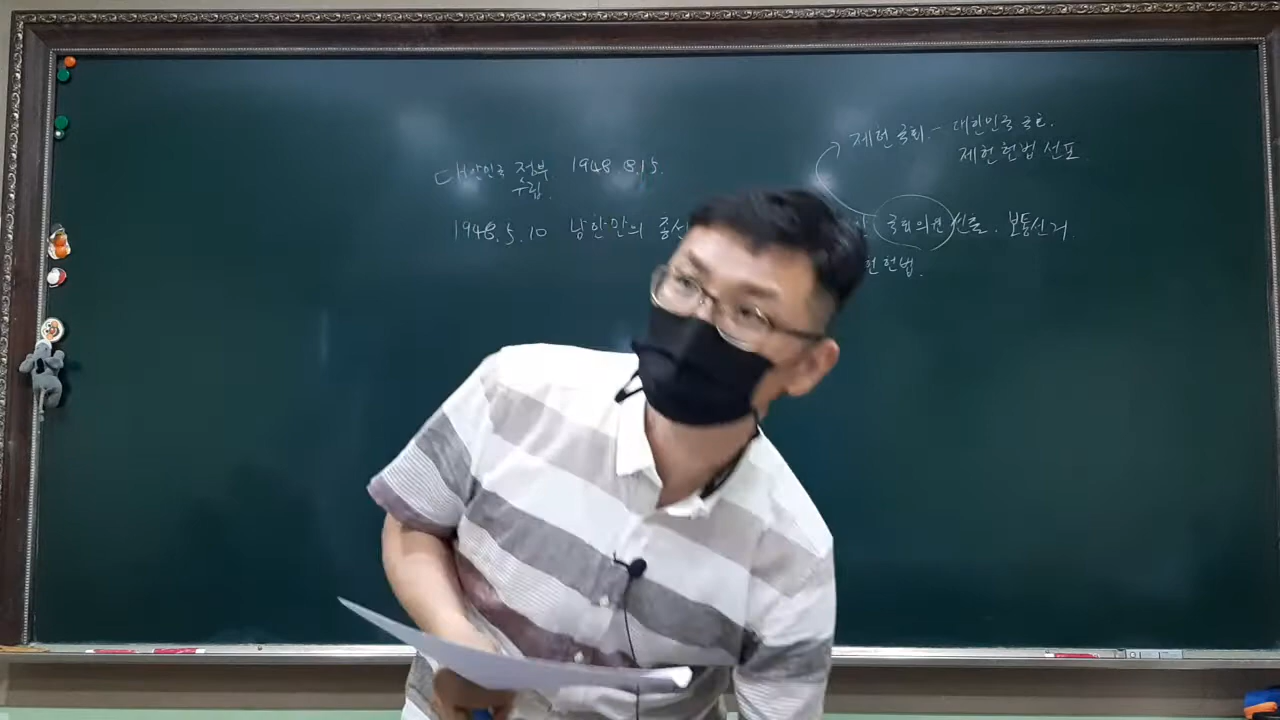 제헌 국회 - 대한민국 국호.
제헌 헌법 선포
대한민국 정부 1948.8.15.
수립.
1948.5.10 남한만의 총선 국회의원 선출. 보통선거.
헌 헌법.